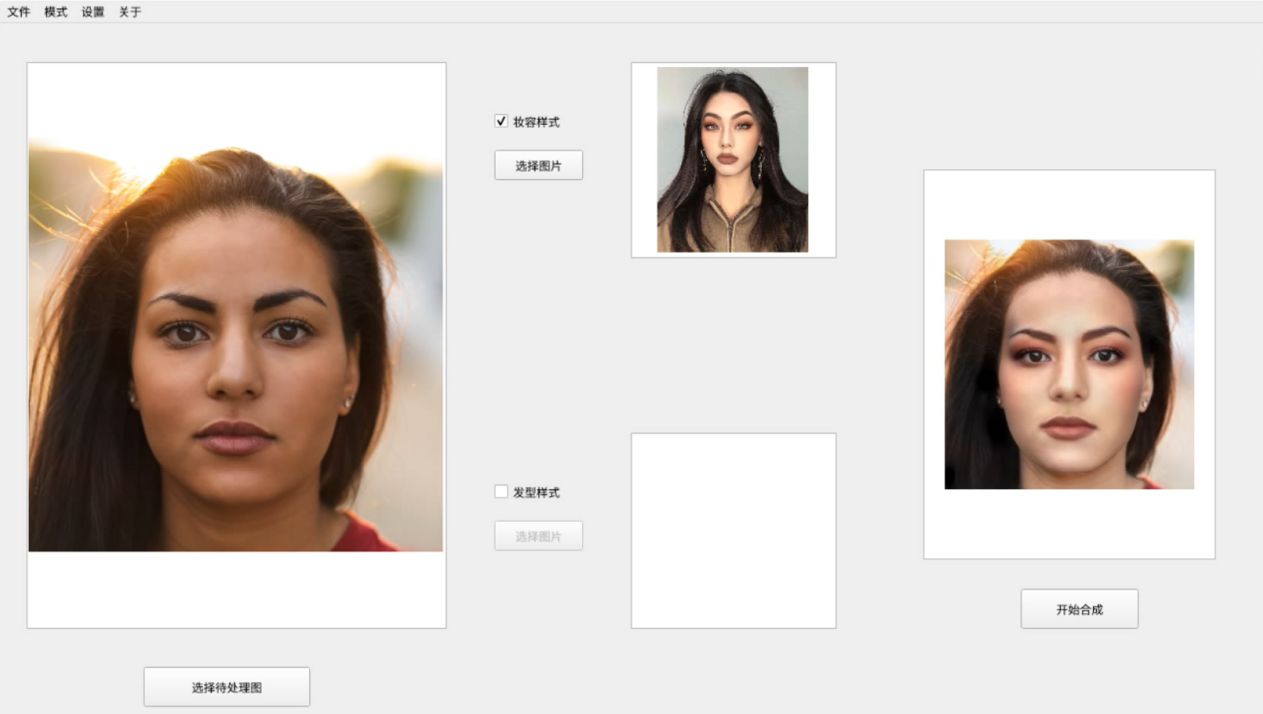 文件 模式 设置 关于
妆容样式
选择图片
发型样式
选择图片
开始合成
选择待处理图